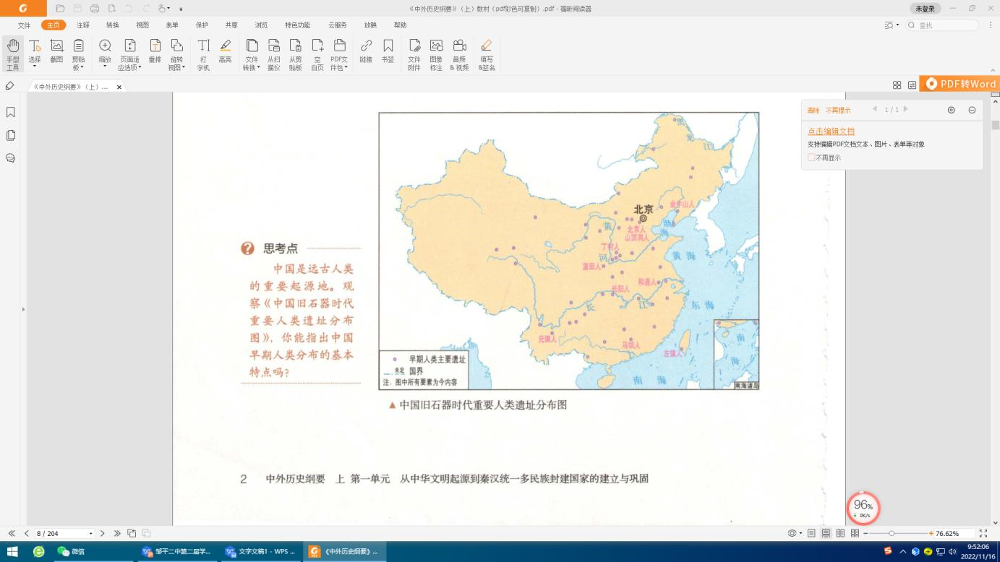 《中外历史纲要》（上）教材（pdf彩色可复制）.pdf - 福昕阅读器
未登录
文件 主页 注释 转换 视图 表单 保护 共享 浏览 特色功能 云服务 放映 帮助
查找
手型
工具
选择
截图
剪贴
板
缩放
页面适
应选项
重排
旋转
视图
打
字机
高亮
文件
转换
从扫
描仪
从剪
贴板
空
白页
PDF文
件包
链接
书签
文件
附件
图像
标注
音频
& 视频
填写
&签名
《中外历史纲要》（上）...
PDF转Word
清除 不再提示 1 / 1
点击编辑文档
支持编辑PDF文档文本、图片、表单等对象
不再显示
思考点
中国是远古人类
的重要起源地。观
察《中国旧石器时代
重要人类遗址分布
图》，你能指出中国
早期人类分布的基本
特点吗？
黑
龙
江
北京
金牛山人
北京人
山顶洞人
渤
海
黄
丁村人
河
黄 海
蓝田人
和县人
长阳人
长
江
东 海
元谋人
马坝人
左镇人
南 海
南
海
南海诸岛
早期人类主要遗址
未定 国界
注：图中所有要素为今内容
▲ 中国旧石器时代重要人类遗址分布图
2 中外历史纲要 上 第一单元 从中华文明起源到秦汉统一多民族封建国家的建立与巩固
96%
0K/s
8 / 204
76.62%
微信
邹平二中第二届学...
文字文稿1 - WPS ...
《中外历史纲要》...
9:52:06
2022/11/16